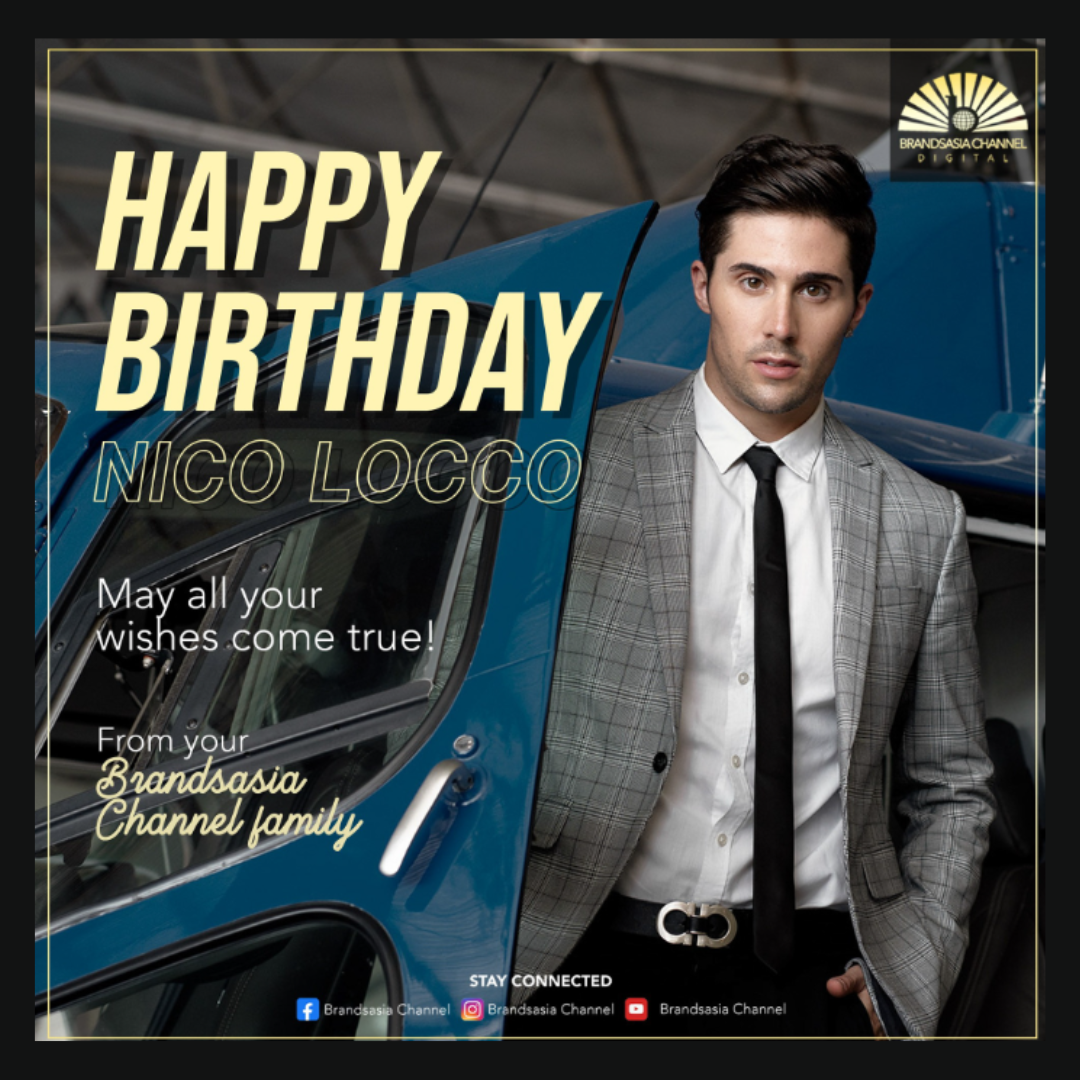 BRANDSASIA CHANNEL
DIGITAL
HAPPY
BIRTHDAY
NICO LOCCO
May all your
wishes come true!
From your
Brandsasia
Channel family
STAY CONNECTED
Brandsasia Channel Brandsasia Channel Brandsasia Channel